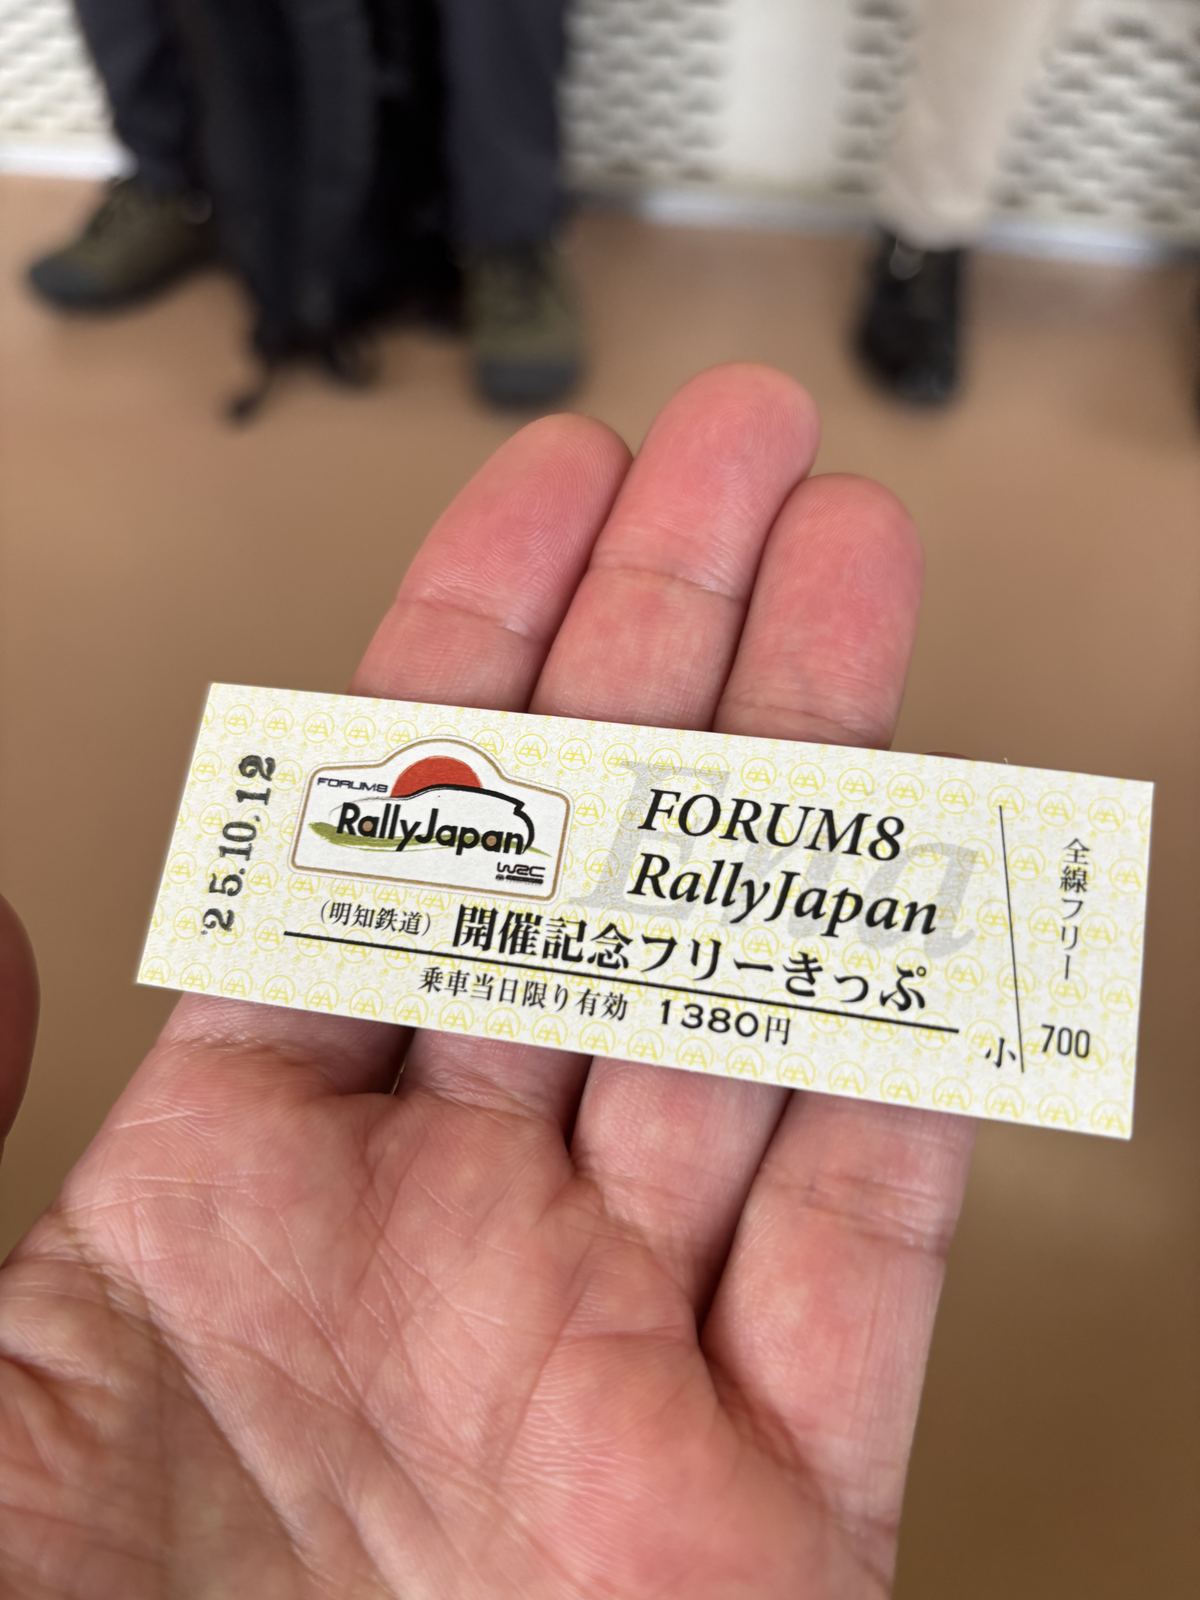 '25.10.12
FORUM8
RallyJapan
WRC
Ena
FORUM8
RallyJapan
(明知鉄道) 開催記念フリーきっぷ
乗車当日限り有効 1380円
全線フリー
小 700